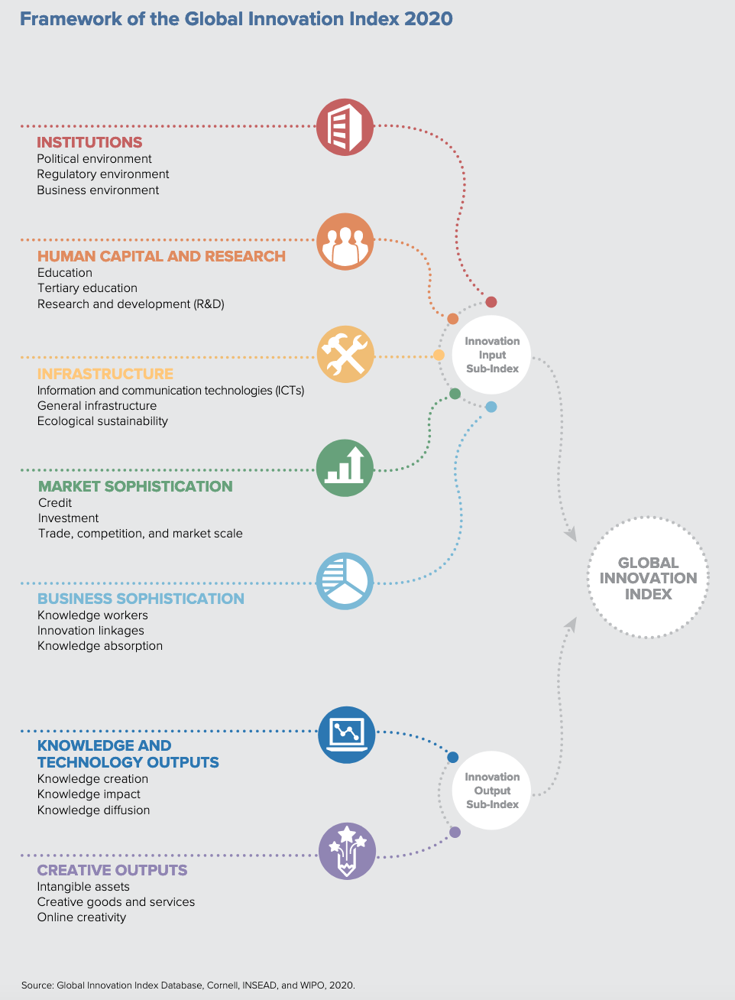 Framework of the Global Innovation Index 2020
INSTITUTIONS
Political environment
Regulatory environment
Business environment
HUMAN CAPITAL AND RESEARCH
Education
Tertiary education
Research and development (R&D)
Innovation
Input
Sub-Index
INFRASTRUCTURE
Information and communication technologies (ICTs)
General infrastructure
Ecological sustainability
MARKET SOPHISTICATION
Credit
Investment
Trade, competition, and market scale
GLOBAL
INNOVATION
INDEX
BUSINESS SOPHISTICATION
Knowledge workers
Innovation linkages
Knowledge absorption
KNOWLEDGE AND
TECHNOLOGY OUTPUTS
Knowledge creation
Knowledge impact
Knowledge diffusion
Innovation
Output
Sub-Index
CREATIVE OUTPUTS
Intangible assets
Creative goods and services
Online creativity
Source: Global Innovation Index Database, Cornell, INSEAD, and WIPO, 2020.